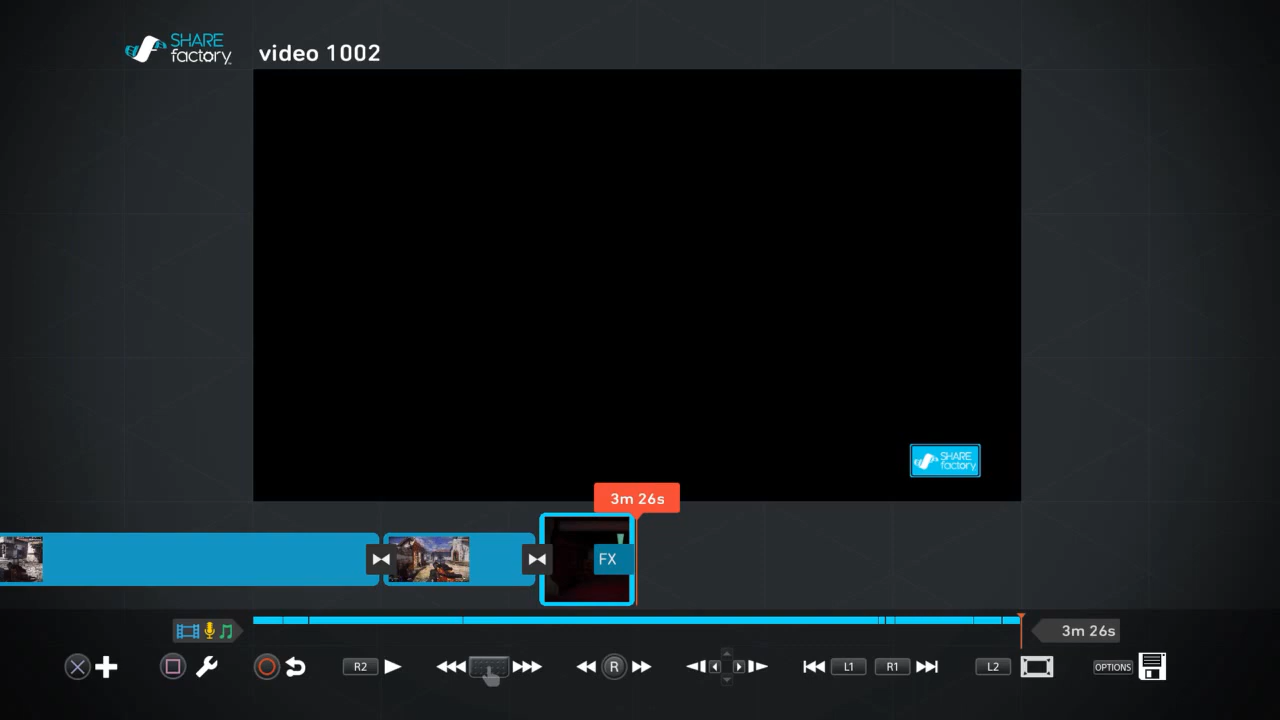 SHARE
factory
video 1002
SHARE
factory
3m 26s
FX
3m 26s
R2
R
L1
R1
L2
OPTIONS